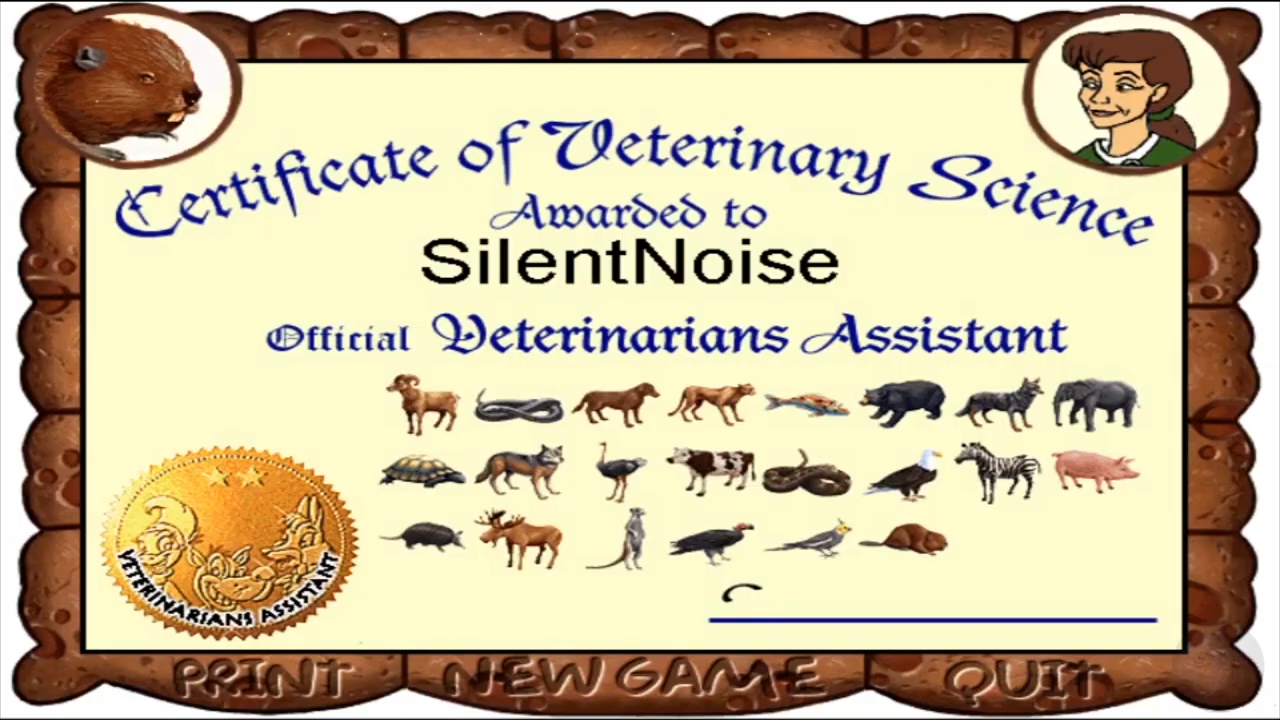 Certificate of Veterinary Science
Awarded to
SilentNoise
Official Veterinarians Assistant
VETERINARIANS ASSISTANT
PRINT NEW GAME QUIT